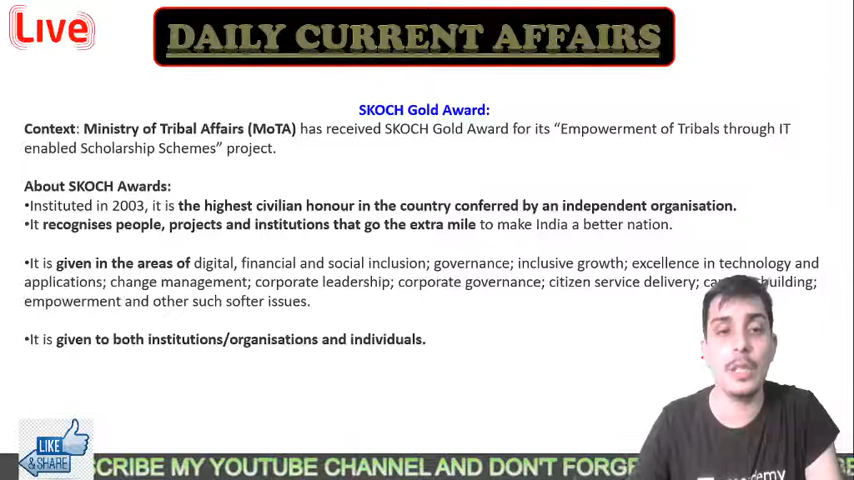 Live
DAILY CURRENT AFFAIRS
SKOCH Gold Award:
Context: Ministry of Tribal Affairs (MoTA) has received SKOCH Gold Award for its “Empowerment of Tribals through IT
enabled Scholarship Schemes” project.
About SKOCH Awards:
•Instituted in 2003, it is the highest civilian honour in the country conferred by an independent organisation.
•It recognises people, projects and institutions that go the extra mile to make India a better nation.
•It is given in the areas of digital, financial and social inclusion; governance; inclusive growth; excellence in technology and
applications; change management; corporate leadership; corporate governance; citizen service delivery; building;
empowerment and other such softer issues.
•It is given to both institutions/organisations and individuals.
LIKE
& SHARE
SCRIBE MY YOUTUBE CHANNEL AND DON'T FORGE